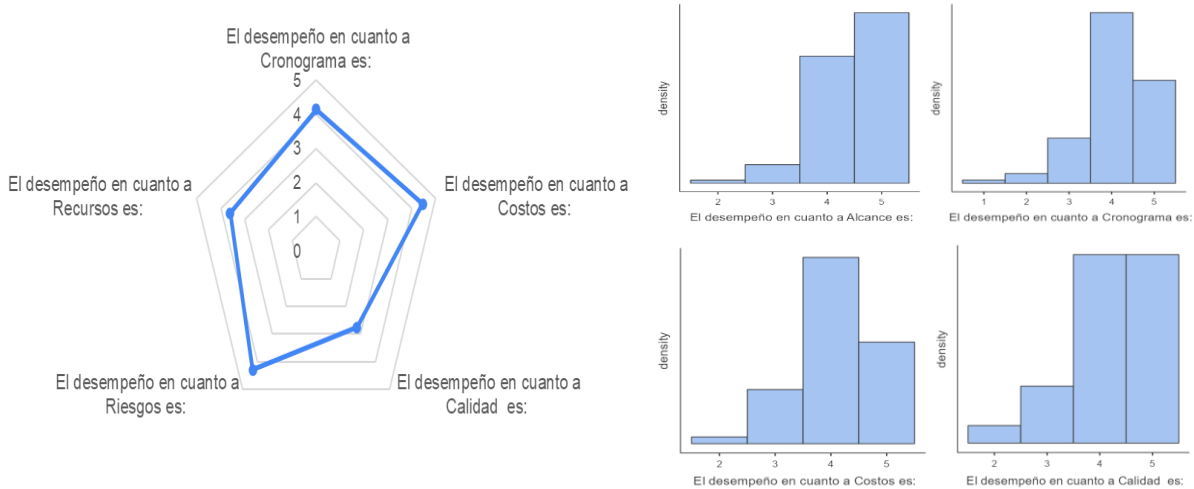 El desempeño en cuanto a
Cronograma es:
5
4
3
2
1
0
El desempeño en cuanto a
Costos es:
El desempeño en cuanto a
Calidad  es:
El desempeño en cuanto a
Riesgos es:
El desempeño en cuanto a
Recursos es:
density
2 3 4 5
El desempeño en cuanto a Alcance es:
density
1 2 3 4 5
El desempeño en cuanto a Cronograma es:
density
2 3 4 5
El desempeño en cuanto a Costos es:
density
2 3 4 5
El desempeño en cuanto a Calidad  es: